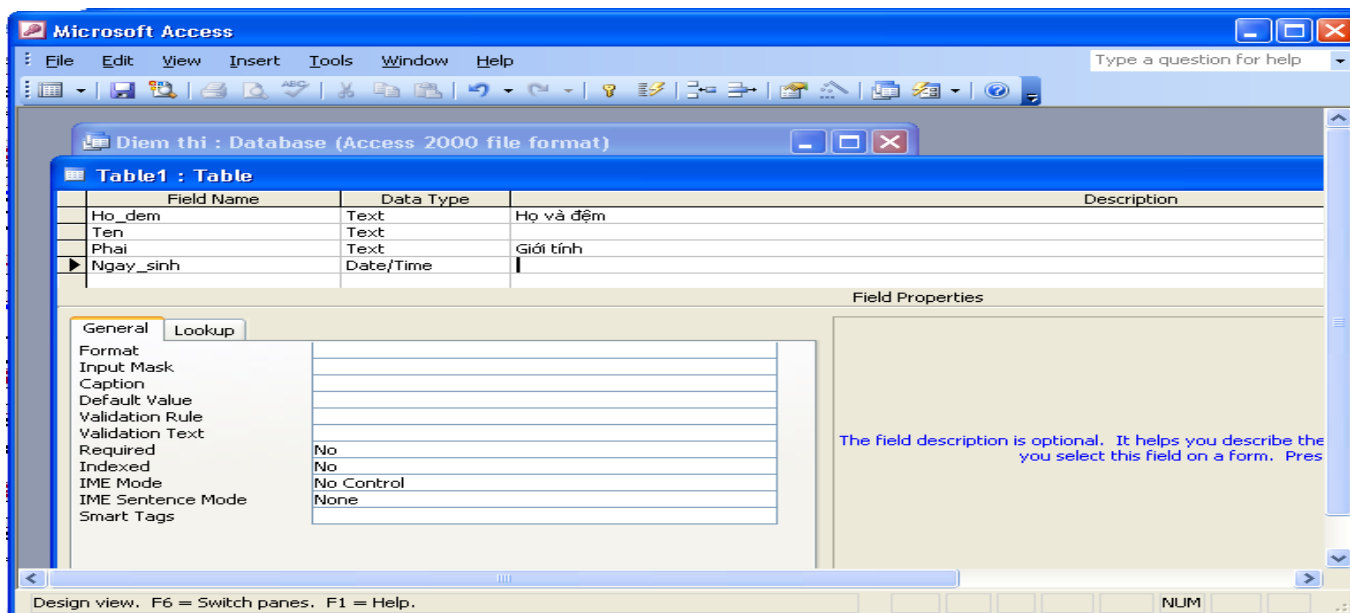 Microsoft Access
File Edit View Insert Tools Window Help Type a question for help
Diem thi : Database (Access 2000 file format)
Table1 : Table
Field Name Data Type Description
Ho_dem Text Họ và đệm
Ten Text
Phai Text Giới tính
Ngay_sinh Date/Time
Field Properties
General Lookup
Format
Input Mask
Caption
Default Value
Validation Rule
Validation Text
Required No
Indexed No
IME Mode No Control
IME Sentence Mode None
Smart Tags
The field description is optional. It helps you describe the
you select this field on a form. Pres
Design view. F6 = Switch panes. F1 = Help. NUM